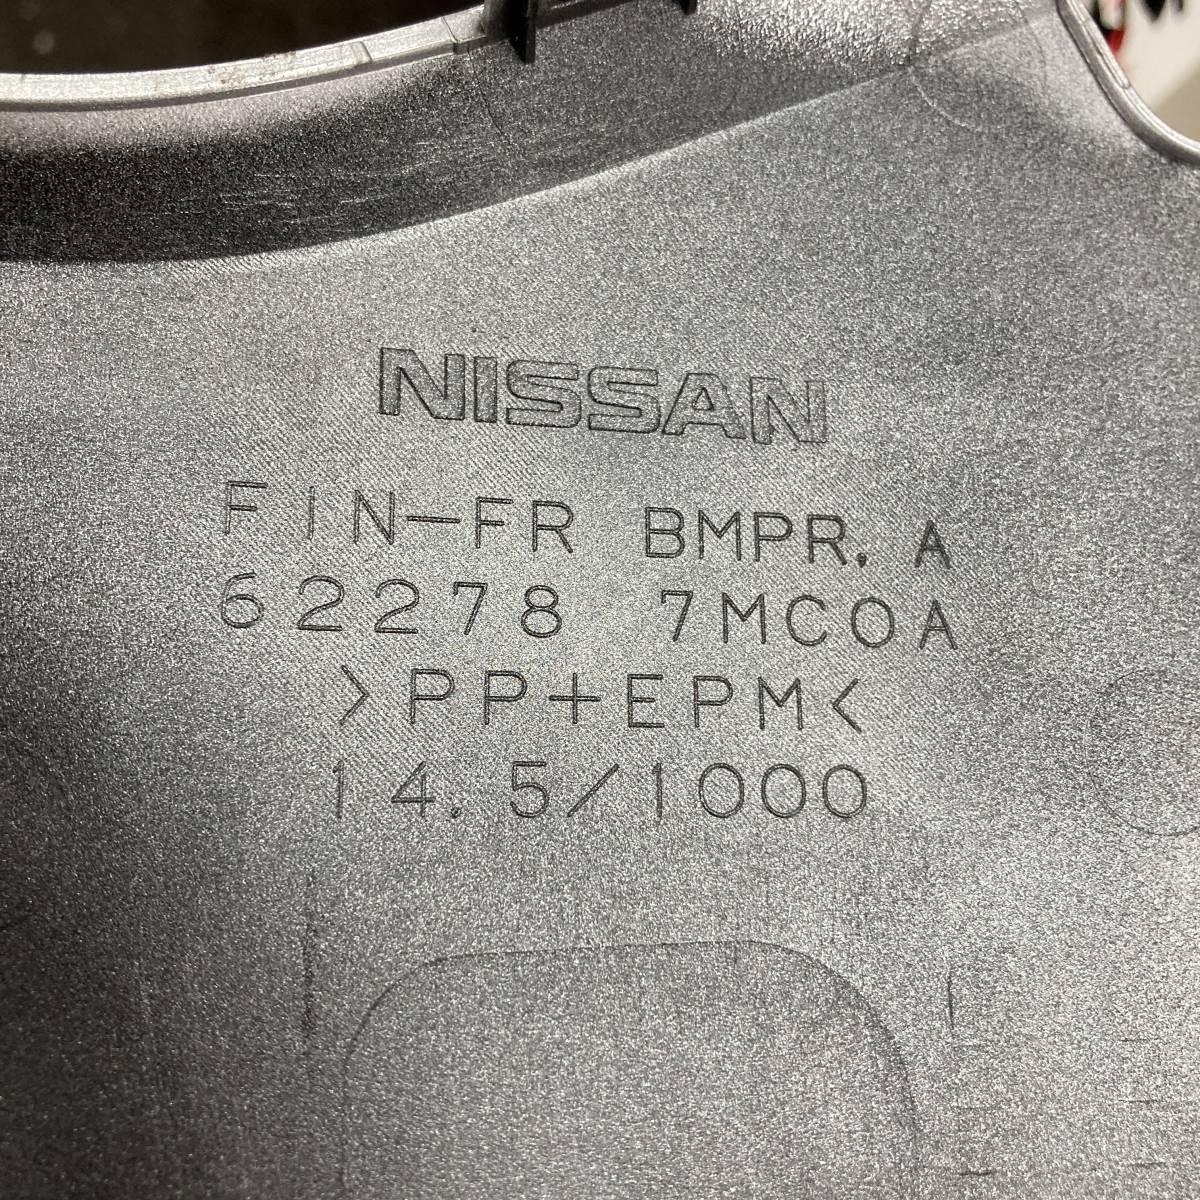 NISSAN
FIN-FR BMPR. A
62278 7MC0A
>PP+EPM<
14.5/1000